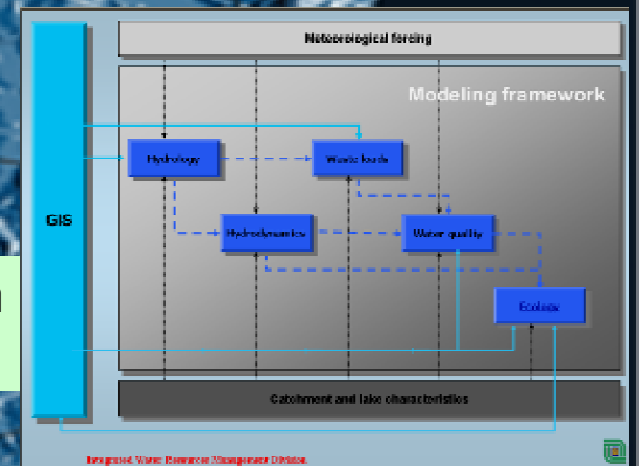 Meteorological forcing
Modeling framework
Hydrology
Waste loads
GIS
Hydrodynamics
Water quality
Ecology
Catchment and lake characteristics
Integrated Water Resources Management Division